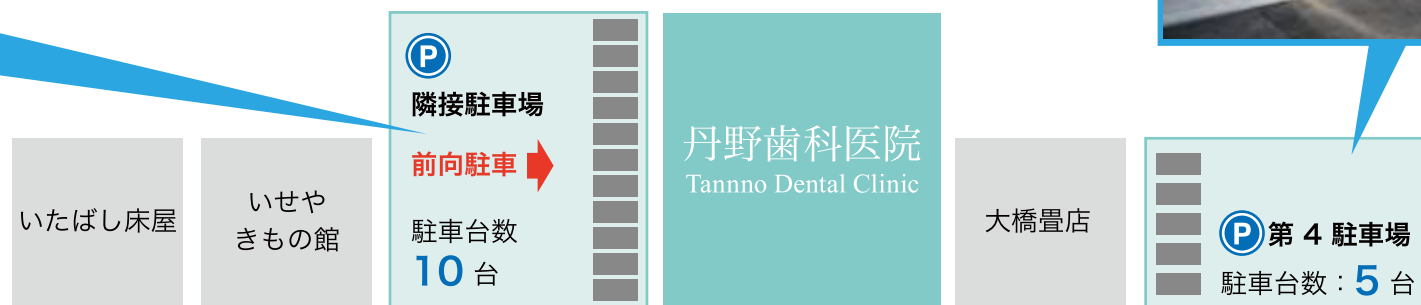 いたばし床屋
いせや
きもの館
P
隣接駐車場
前向駐車
駐車台数
10 台
丹野歯科医院
Tannno Dental Clinic
大橋畳店
P 第 4 駐車場
駐車台数：5 台